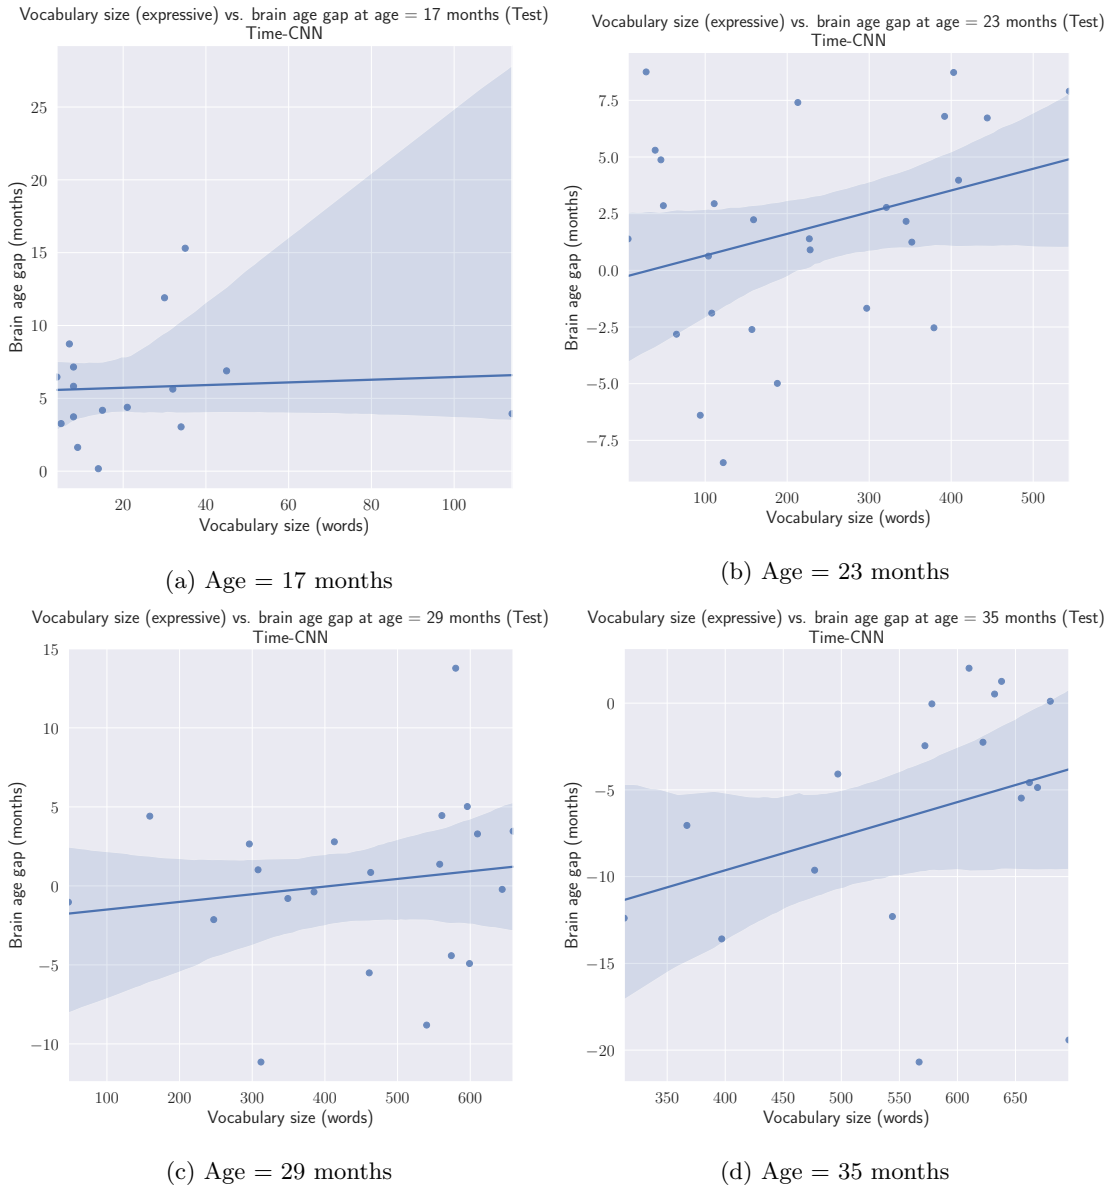 Vocabulary size (expressive) vs. brain age gap at age = 17 months (Test)
Time-CNN
25
20
15
10
5
0
Brain age gap (months)
20 40 60 80 100
Vocabulary size (words)
(a) Age = 17 months
Vocabulary size (expressive) vs. brain age gap at age = 23 months (Test)
Time-CNN
7.5
5.0
2.5
0.0
−2.5
−5.0
−7.5
Brain age gap (months)
100 200 300 400 500
Vocabulary size (words)
(b) Age = 23 months
Vocabulary size (expressive) vs. brain age gap at age = 29 months (Test)
Time-CNN
15
10
5
0
−5
−10
Brain age gap (months)
100 200 300 400 500 600
Vocabulary size (words)
(c) Age = 29 months
Vocabulary size (expressive) vs. brain age gap at age = 35 months (Test)
Time-CNN
0
−5
−10
−15
−20
Brain age gap (months)
350 400 450 500 550 600 650
Vocabulary size (words)
(d) Age = 35 months